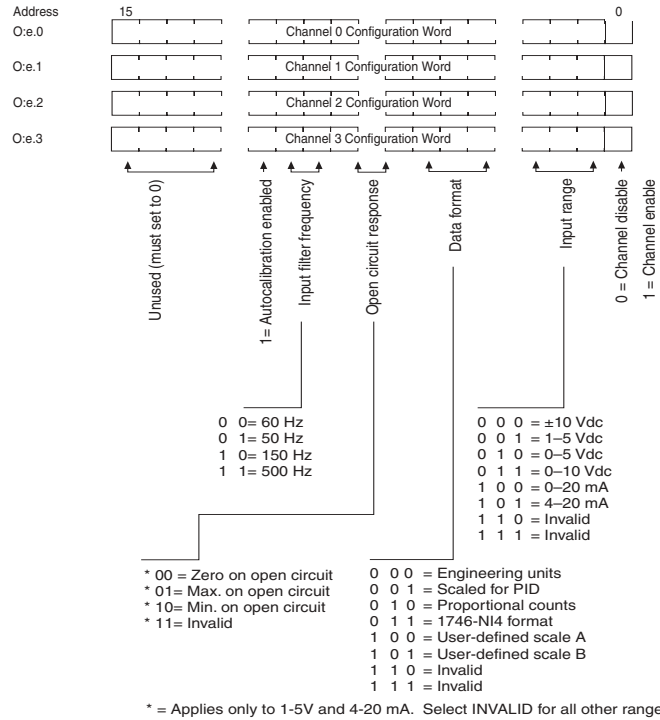 Address 15 0
O:e.0 Channel 0 Configuration Word
O:e.1 Channel 1 Configuration Word
O:e.2 Channel 2 Configuration Word
O:e.3 Channel 3 Configuration Word
Unused (must set to 0)
1= Autocalibration enabled
Input filter frequency
Open circuit response
Data format
Input range
0 = Channel disable
1 = Channel enable
0 0= 60 Hz
0 1= 50 Hz
1 0= 150 Hz
1 1= 500 Hz
0 0 0 = ±10 Vdc
0 0 1 = 1–5 Vdc
0 1 0 = 0–5 Vdc
0 1 1 = 0–10 Vdc
1 0 0 = 0–20 mA
1 0 1 = 4–20 mA
1 1 0 = Invalid
1 1 1 = Invalid
* 00= Zero on open circuit
* 01= Max. on open circuit
* 10= Min. on open circuit
* 11= Invalid
0 0 0 = Engineering units
0 0 1 = Scaled for PID
0 1 0 = Proportional counts
0 1 1 = 1746-NI4 format
1 0 0 = User-defined scale A
1 0 1 = User-defined scale B
1 1 0 = Invalid
1 1 1 = Invalid
* = Applies only to 1-5V and 4-20 mA. Select INVALID for all other range